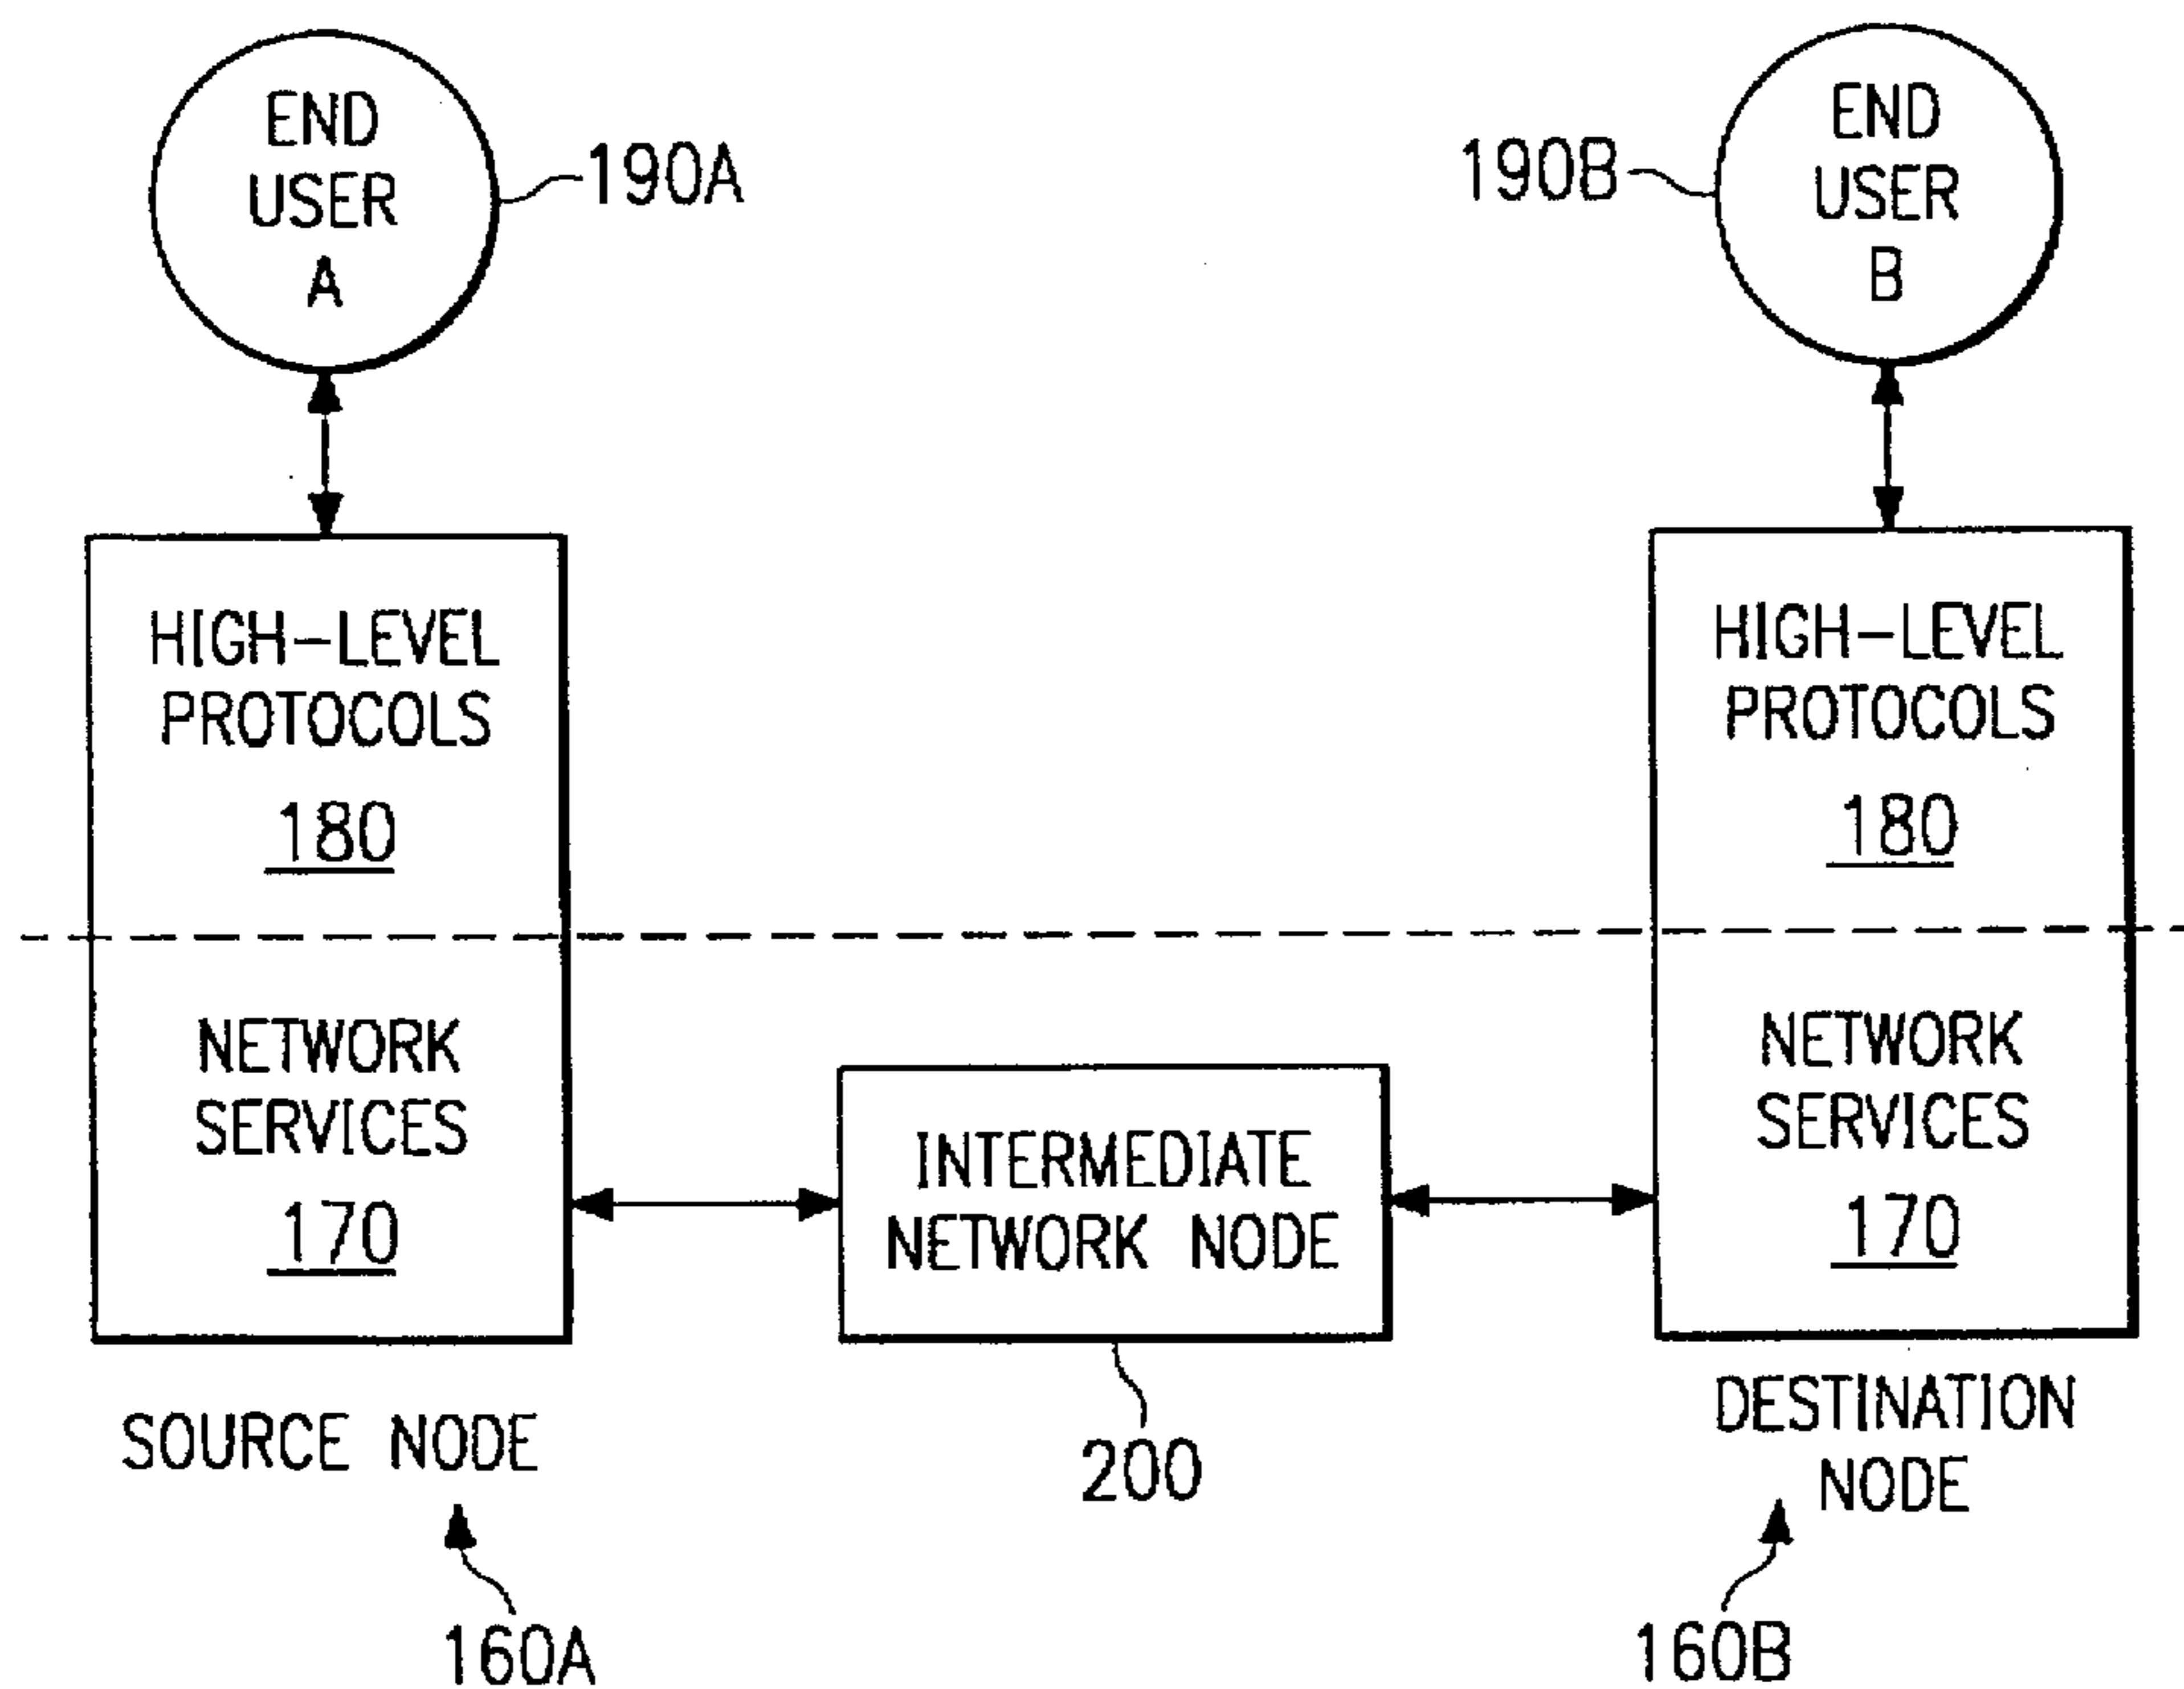 END
USER
A
190A
190B
END
USER
B
HIGH-LEVEL
PROTOCOLS
180
HIGH-LEVEL
PROTOCOLS
180
NETWORK
SERVICES
170
INTERMEDIATE
NETWORK NODE
200
NETWORK
SERVICES
170
SOURCE NODE
160A
DESTINATION
NODE
160B